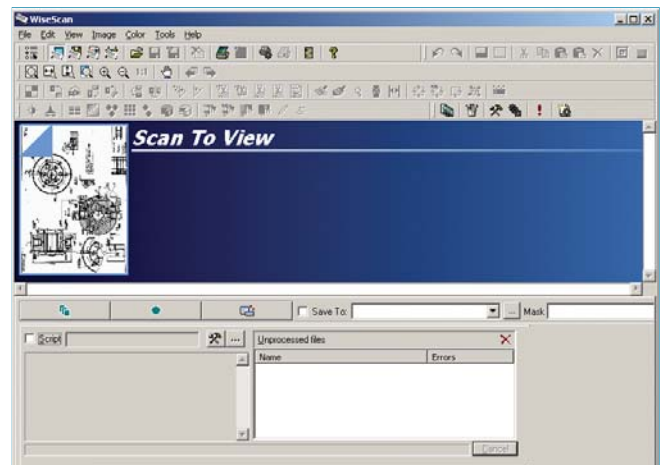 WiseScan
File Edit View Image Color Tools Help
Scan To View
Save To:
Mask
Script
Unprocessed files
Name Errors
Cancel